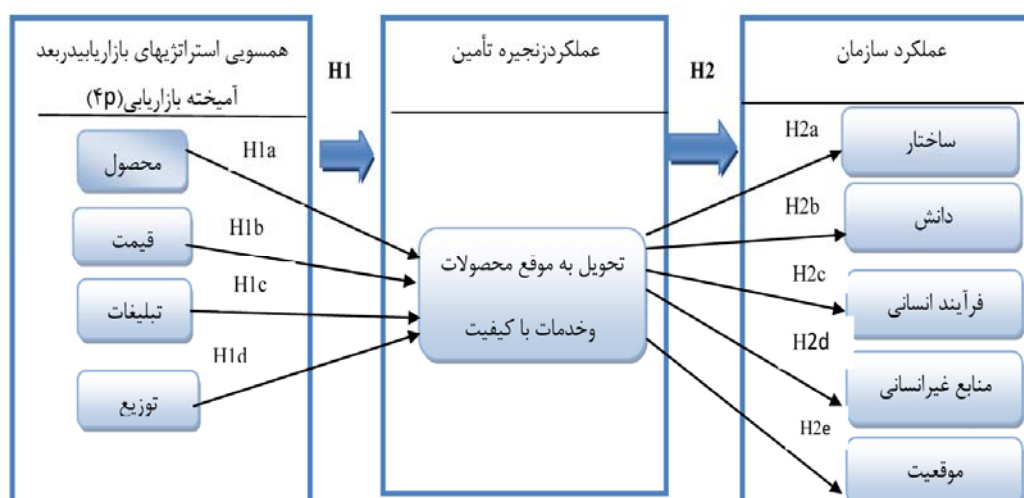 همسویی استراتژیهای بازاریابیدربعد
آمیخته بازاریابی(۴p)
محصول
قیمت
تبلیغات
توزیع
H1
H1a
H1b
H1c
H1d
عملکردزنجیره تأمین
تحویل به موقع محصولات
وخدمات با کیفیت
H2
H2a
H2b
H2c
H2d
H2e
عملکرد سازمان
ساختار
دانش
فرآیند انسانی
منابع غیرانسانی
موقعیت